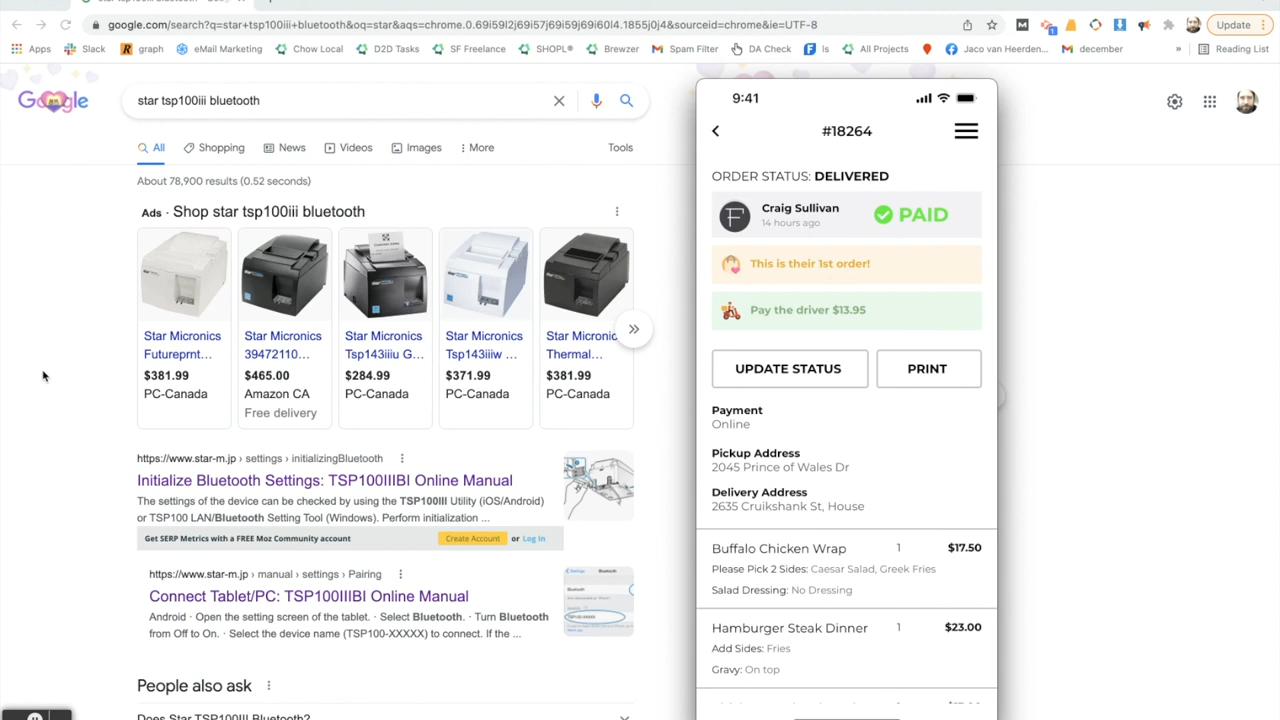 google.com/search?q=star+tsp100iii+bluetooth&oq=star&aqs=chrome.0.69i59l2j69i57j69i59j69i60l4.1855j0j4&sourceid=chrome&ie=UTF-8
Update
Apps
Slack
graph
eMail Marketing
Chow Local
D2D Tasks
SF Freelance
SHOPL®
Brewzer
Spam Filter
DA Check
Is
All Projects
Jaco van Heerden...
december
»
Reading List
Google
star tsp100iii bluetooth
All
Shopping
News
Videos
Images
More
Tools
About 78,900 results (0.52 seconds)
Ads · Shop star tsp100iii bluetooth
Star Micronics
Futureprnt...
$381.99
PC-Canada
Star Micronics
39472110...
$465.00
Amazon CA
Free delivery
Star Micronics
Tsp143iiiu G...
$284.99
PC-Canada
Star Micronics
Tsp143iiiw ...
$371.99
PC-Canada
Star Micronics
Thermal...
$381.99
PC-Canada
https://www.star-m.jp › settings › initializingBluetooth
Initialize Bluetooth Settings: TSP100IIIBI Online Manual
The settings of the device can be checked by using the TSP100III Utility (iOS/Android)
or TSP100 LAN/Bluetooth Setting Tool (Windows). Perform initialization ...
Get SERP Metrics with a FREE Moz Community account
Create Account or Log In
https://www.star-m.jp › manual › settings › Pairing
Connect Tablet/PC: TSP100IIIBI Online Manual
Android · Open the setting screen of the tablet. · Select Bluetooth. · Turn Bluetooth
from Off to On. · Select the device name (TSP100-XXXXX) to connect. If the ...
People also ask
Does Star TSP100III Bluetooth?
9:41
#18264
ORDER STATUS: DELIVERED
Craig Sullivan
14 hours ago
PAID
This is their 1st order!
Pay the driver $13.95
UPDATE STATUS
PRINT
Payment
Online
Pickup Address
2045 Prince of Wales Dr
Delivery Address
2635 Cruikshank St, House
Buffalo Chicken Wrap 1 $17.50
Please Pick 2 Sides: Caesar Salad, Greek Fries
Salad Dressing: No Dressing
Hamburger Steak Dinner 1 $23.00
Add Sides: Fries
Gravy: On top